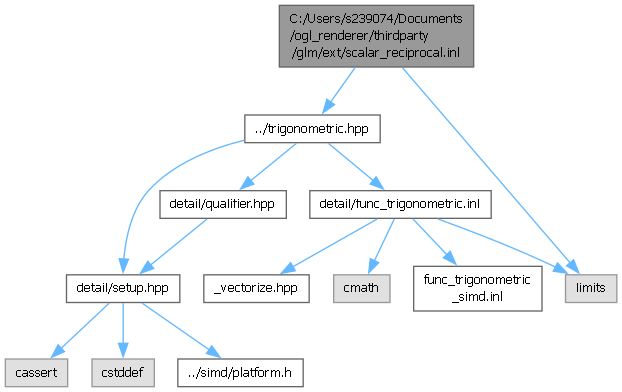 C:/Users/s239074/Documents
/ogl_renderer/thirdparty
/glm/ext/scalar_reciprocal.inl
../trigonometric.hpp
detail/qualifier.hpp
detail/func_trigonometric.inl
detail/setup.hpp
_vectorize.hpp
cmath
func_trigonometric
_simd.inl
limits
cassert
cstddef
../simd/platform.h